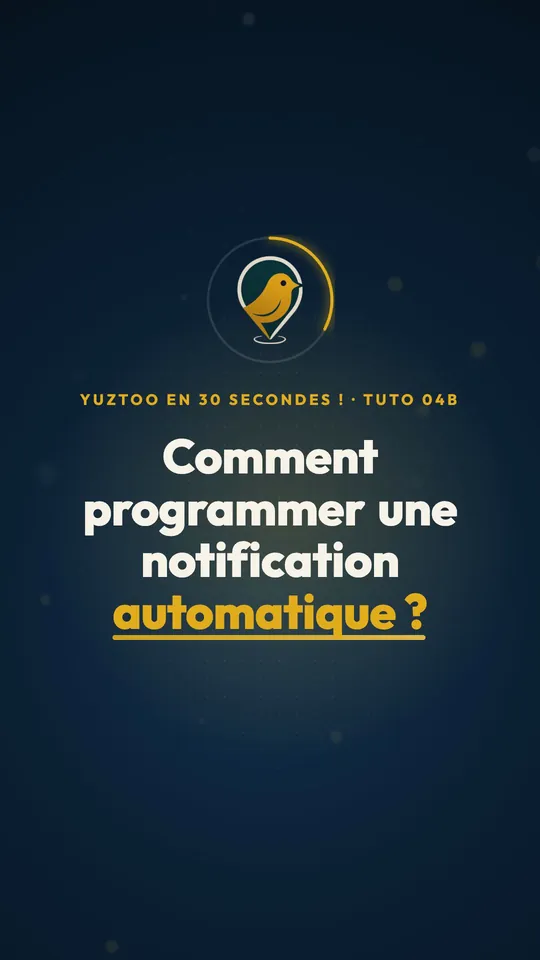 YUZTOO EN 30 SECONDES ! · TUTO 04B
Comment
programmer une
notification
automatique ?